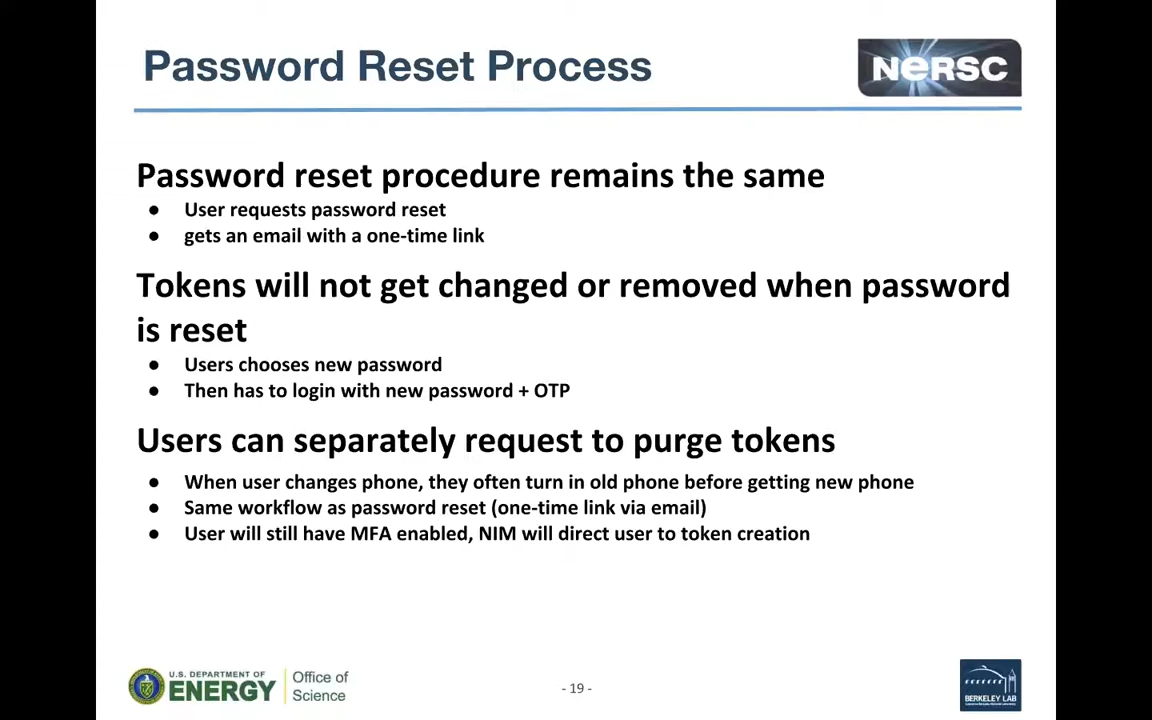 Password Reset Process
NERSC
Password reset procedure remains the same
● User requests password reset
● gets an email with a one-time link
Tokens will not get changed or removed when password
is reset
● Users chooses new password
● Then has to login with new password + OTP
Users can separately request to purge tokens
● When user changes phone, they often turn in old phone before getting new phone
● Same workflow as password reset (one-time link via email)
● User will still have MFA enabled, NIM will direct user to token creation
U.S. DEPARTMENT OF
ENERGY
Office of
Science
- 19 -
BERKELEY LAB